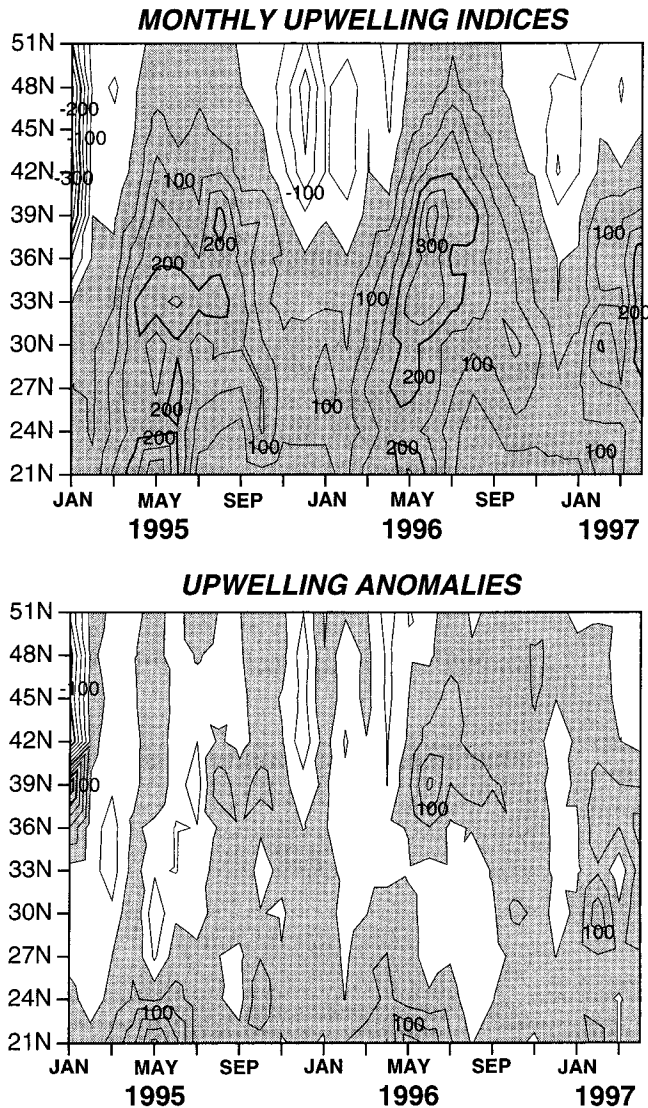 MONTHLY UPWELLING INDICES
51N
48N
-200
45N
-100
42N
-300
100
-100
39N
200
300
100
36N
200
33N
100
200
30N
200
100
27N
200
100
24N
200
100
200
100
21N
JAN MAY SEP JAN MAY SEP JAN
1995 1996 1997
UPWELLING ANOMALIES
51N
48N
45N
-100
42N
39N
100
100
36N
33N
30N
100
27N
24N
100
100
21N
JAN MAY SEP JAN MAY SEP JAN
1995 1996 1997